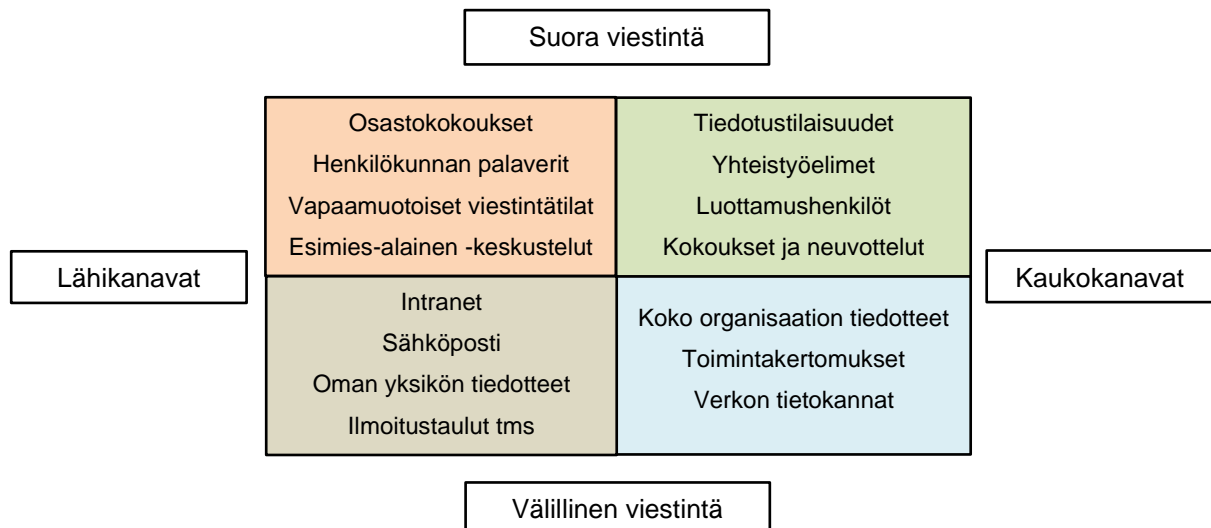 Suora viestintä
Osastokokoukset
Henkilökunnan palaverit
Vapaamuotoiset viestintätilat
Esimies-alainen -keskustelut
Tiedotustilaisuudet
Yhteistyöelimet
Luottamushenkilöt
Kokoukset ja neuvottelut
Lähikanavat
Kaukokanavat
Intranet
Sähköposti
Oman yksikön tiedotteet
Ilmoitustaulut tms
Koko organisaation tiedotteet
Toimintakertomukset
Verkon tietokannat
Välillinen viestintä